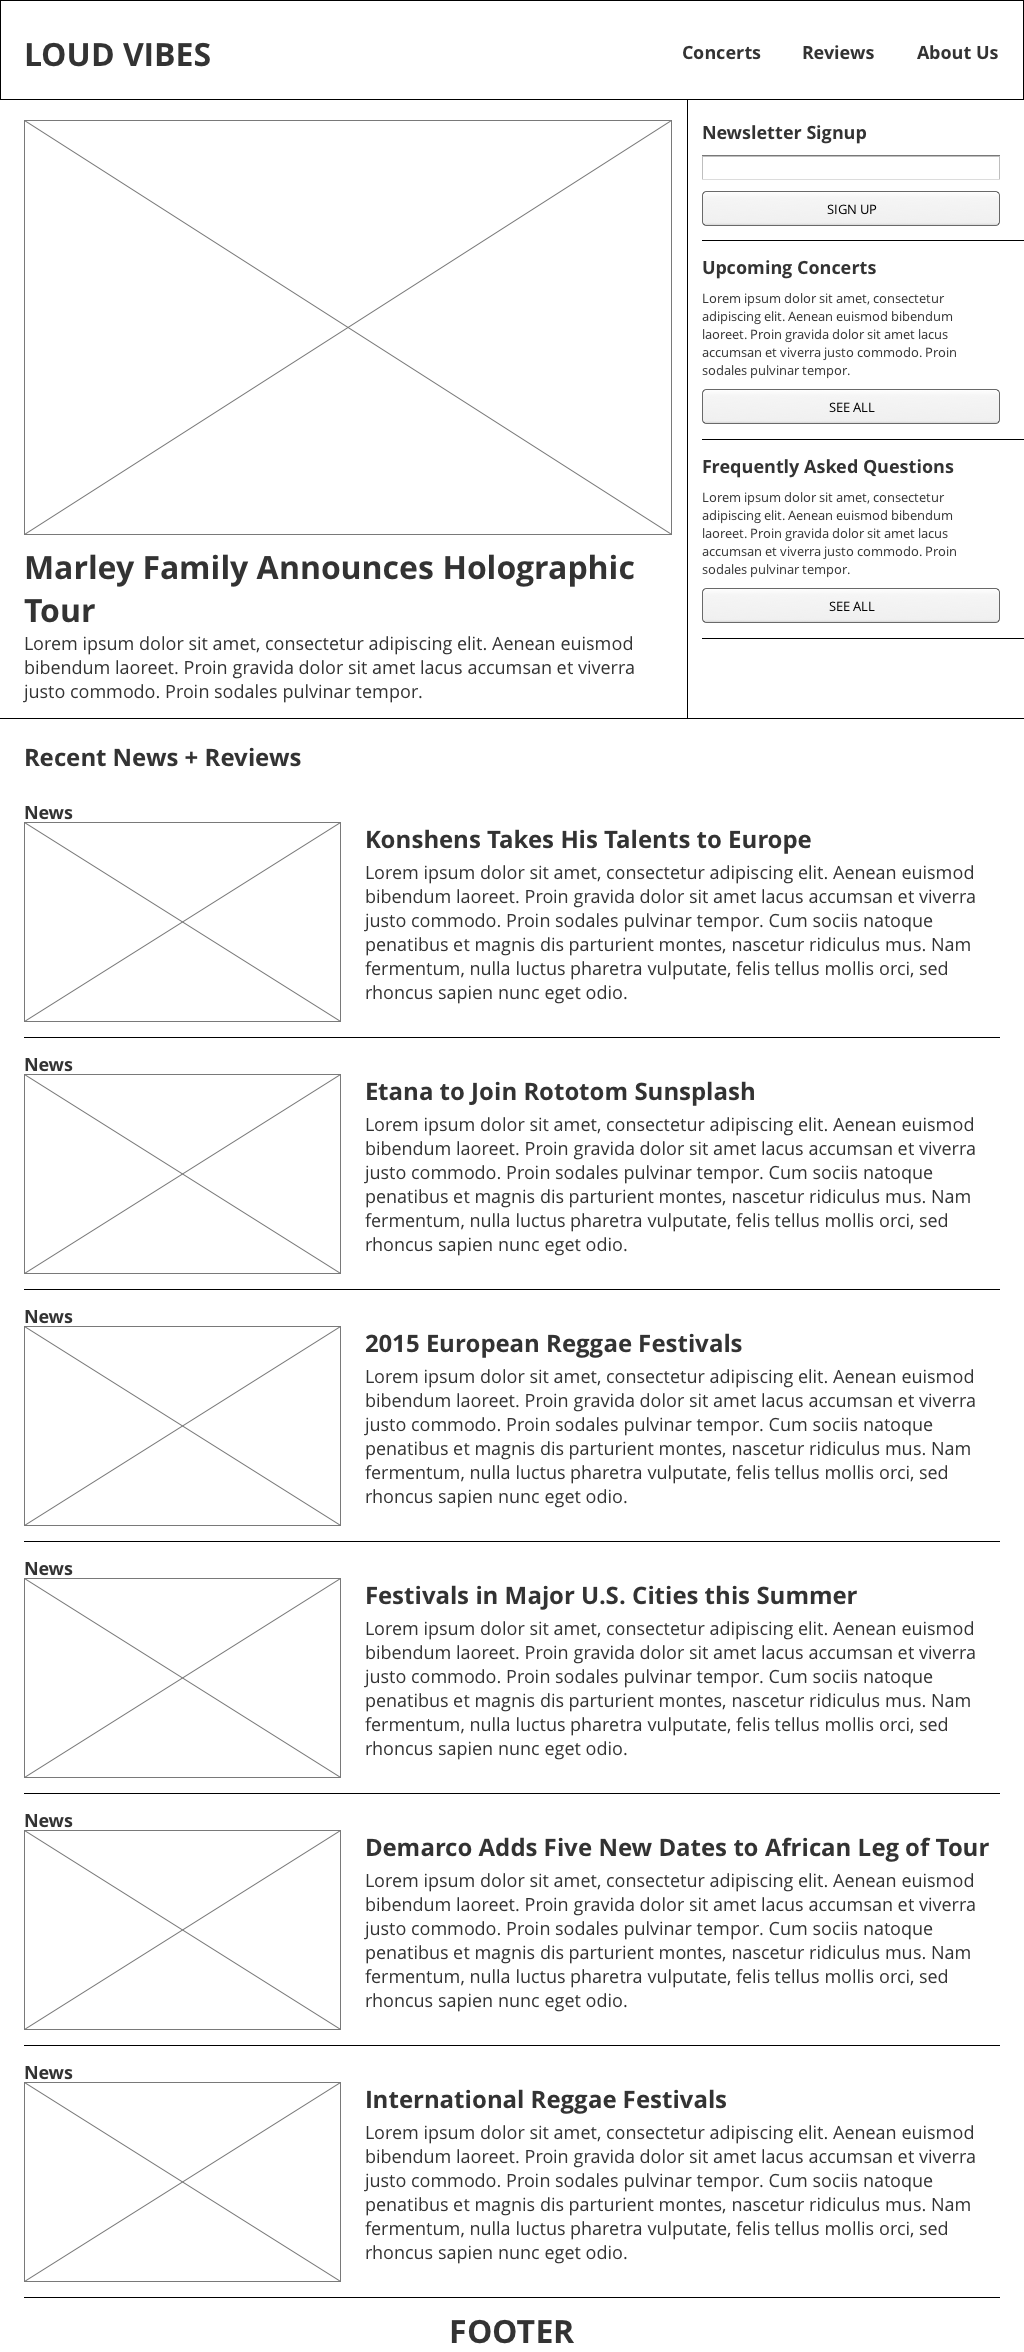 LOUD VIBES
Concerts Reviews About Us
Marley Family Announces Holographic
Tour
Lorem ipsum dolor sit amet, consectetur adipiscing elit. Aenean euismod
bibendum laoreet. Proin gravida dolor sit amet lacus accumsan et viverra
justo commodo. Proin sodales pulvinar tempor.
Newsletter Signup
SIGN UP
Upcoming Concerts
Lorem ipsum dolor sit amet, consectetur
adipiscing elit. Aenean euismod bibendum
laoreet. Proin gravida dolor sit amet lacus
accumsan et viverra justo commodo. Proin
sodales pulvinar tempor.
SEE ALL
Frequently Asked Questions
Lorem ipsum dolor sit amet, consectetur
adipiscing elit. Aenean euismod bibendum
laoreet. Proin gravida dolor sit amet lacus
accumsan et viverra justo commodo. Proin
sodales pulvinar tempor.
SEE ALL
Recent News + Reviews
News
Konshens Takes His Talents to Europe
Lorem ipsum dolor sit amet, consectetur adipiscing elit. Aenean euismod
bibendum laoreet. Proin gravida dolor sit amet lacus accumsan et viverra
justo commodo. Proin sodales pulvinar tempor. Cum sociis natoque
penatibus et magnis dis parturient montes, nascetur ridiculus mus. Nam
fermentum, nulla luctus pharetra vulputate, felis tellus mollis orci, sed
rhoncus sapien nunc eget odio.
News
Etana to Join Rototom Sunsplash
Lorem ipsum dolor sit amet, consectetur adipiscing elit. Aenean euismod
bibendum laoreet. Proin gravida dolor sit amet lacus accumsan et viverra
justo commodo. Proin sodales pulvinar tempor. Cum sociis natoque
penatibus et magnis dis parturient montes, nascetur ridiculus mus. Nam
fermentum, nulla luctus pharetra vulputate, felis tellus mollis orci, sed
rhoncus sapien nunc eget odio.
News
2015 European Reggae Festivals
Lorem ipsum dolor sit amet, consectetur adipiscing elit. Aenean euismod
bibendum laoreet. Proin gravida dolor sit amet lacus accumsan et viverra
justo commodo. Proin sodales pulvinar tempor. Cum sociis natoque
penatibus et magnis dis parturient montes, nascetur ridiculus mus. Nam
fermentum, nulla luctus pharetra vulputate, felis tellus mollis orci, sed
rhoncus sapien nunc eget odio.
News
Festivals in Major U.S. Cities this Summer
Lorem ipsum dolor sit amet, consectetur adipiscing elit. Aenean euismod
bibendum laoreet. Proin gravida dolor sit amet lacus accumsan et viverra
justo commodo. Proin sodales pulvinar tempor. Cum sociis natoque
penatibus et magnis dis parturient montes, nascetur ridiculus mus. Nam
fermentum, nulla luctus pharetra vulputate, felis tellus mollis orci, sed
rhoncus sapien nunc eget odio.
News
Demarco Adds Five New Dates to African Leg of Tour
Lorem ipsum dolor sit amet, consectetur adipiscing elit. Aenean euismod
bibendum laoreet. Proin gravida dolor sit amet lacus accumsan et viverra
justo commodo. Proin sodales pulvinar tempor. Cum sociis natoque
penatibus et magnis dis parturient montes, nascetur ridiculus mus. Nam
fermentum, nulla luctus pharetra vulputate, felis tellus mollis orci, sed
rhoncus sapien nunc eget odio.
News
International Reggae Festivals
Lorem ipsum dolor sit amet, consectetur adipiscing elit. Aenean euismod
bibendum laoreet. Proin gravida dolor sit amet lacus accumsan et viverra
justo commodo. Proin sodales pulvinar tempor. Cum sociis natoque
penatibus et magnis dis parturient montes, nascetur ridiculus mus. Nam
fermentum, nulla luctus pharetra vulputate, felis tellus mollis orci, sed
rhoncus sapien nunc eget odio.
FOOTER